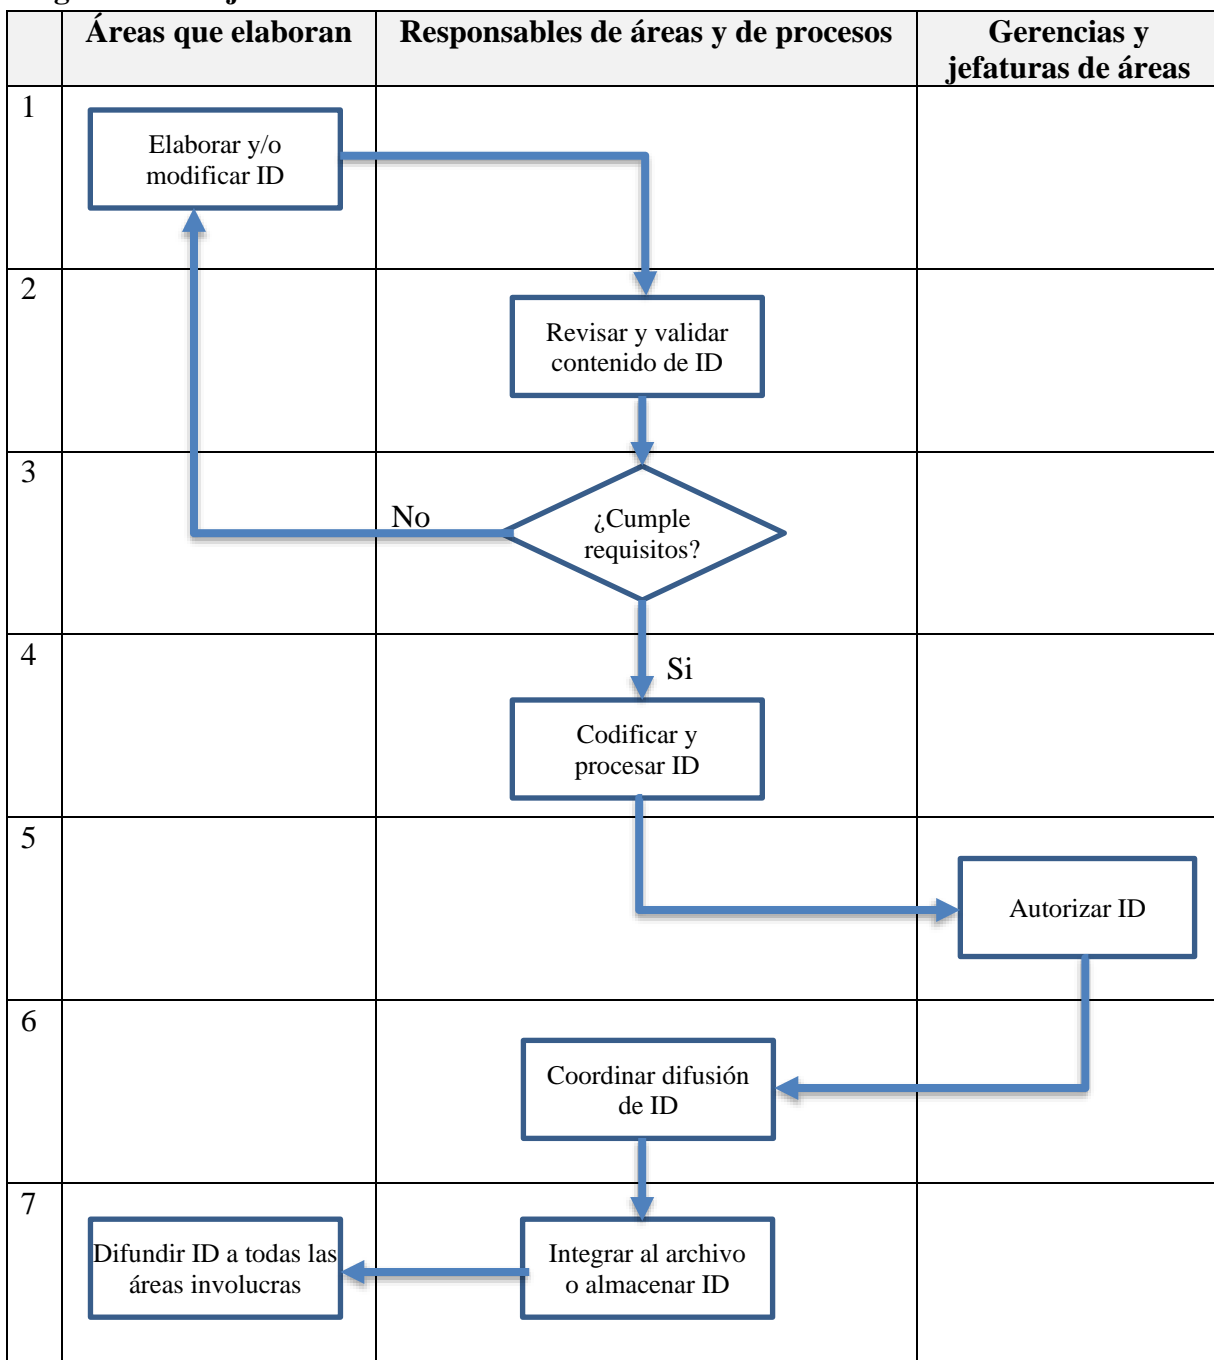 Áreas que elaboran
Responsables de áreas y de procesos
Gerencias y
jefaturas de áreas
1
Elaborar y/o
modificar ID
2
Revisar y validar
contenido de ID
3
No
¿Cumple
requisitos?
4
Si
Codificar y
procesar ID
5
Autorizar ID
6
Coordinar difusión
de ID
7
Difundir ID a todas las
áreas involucras
Integrar al archivo
o almacenar ID